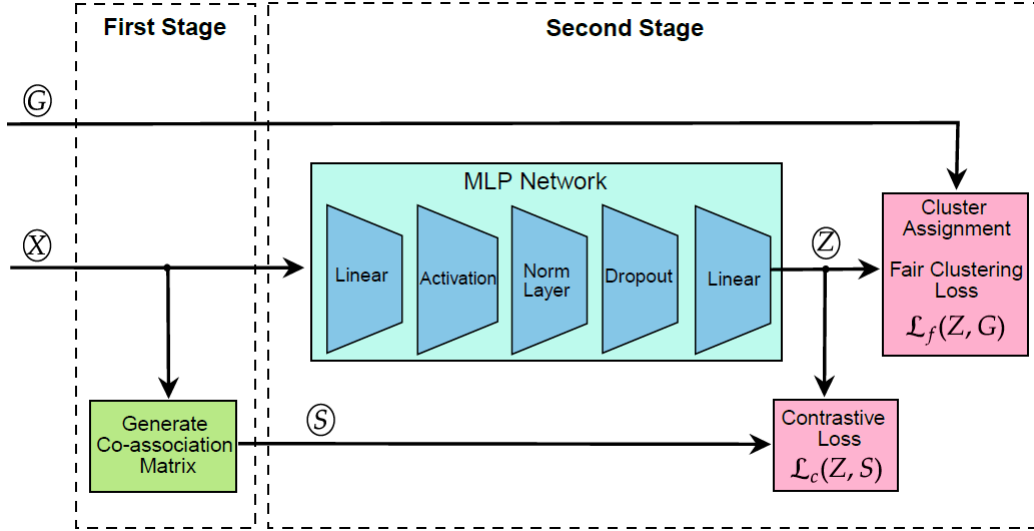 First Stage
Second Stage
G
MLP Network
X
Linear
Activation
Norm
Layer
Dropout
Linear
Z
Cluster
Assignment
Fair Clustering
Loss
𝓛f(Z, G)
Generate
Co-association
Matrix
S
Contrastive
Loss
𝓛c(Z, S)